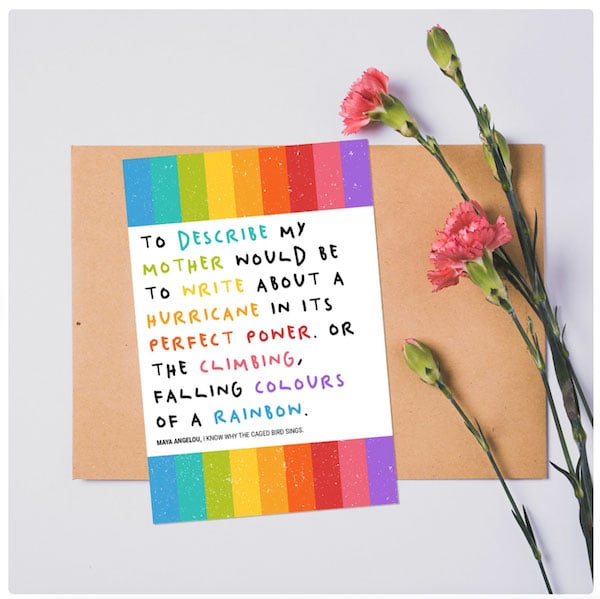 TO DESCRIBE MY
MOTHER WOULD BE
TO WRITE ABOUT A
HURRICANE IN ITS
PERFECT POWER. OR
THE CLIMBING,
FALLING COLOURS
OF A RAINBOW.
MAYA ANGELOU, I KNOW WHY THE CAGED BIRD SINGS.